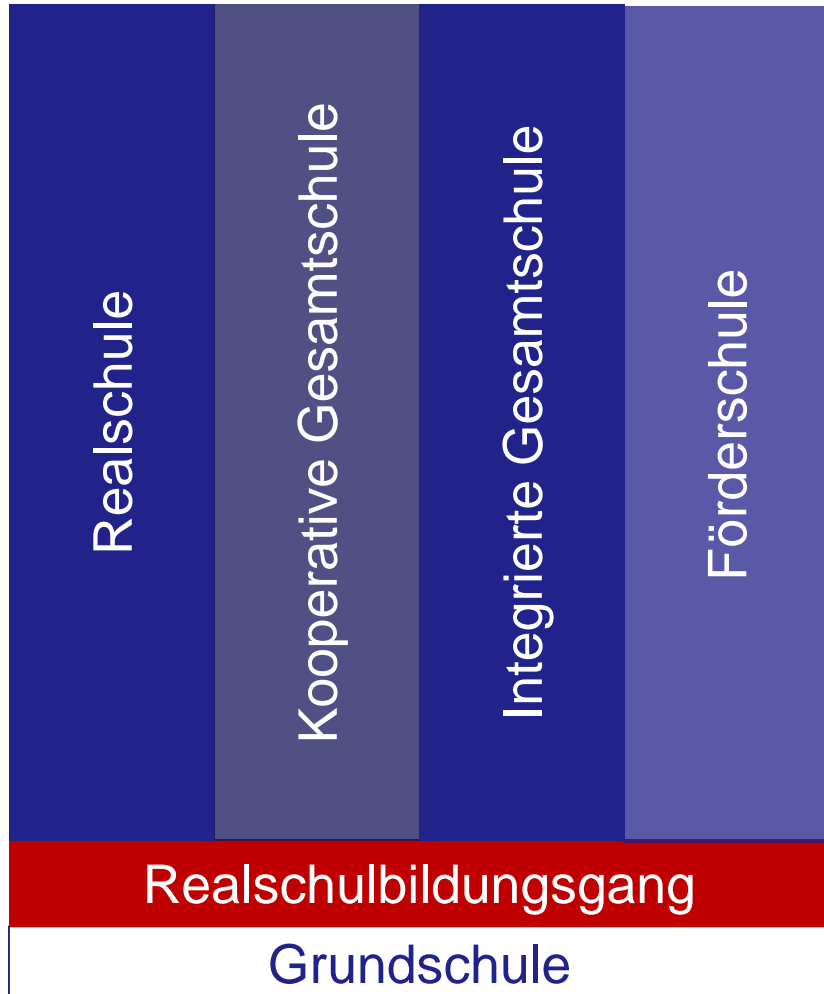 Realschule
Kooperative Gesamtschule
Integrierte Gesamtschule
Förderschule
Realschulbildungsgang
Grundschule